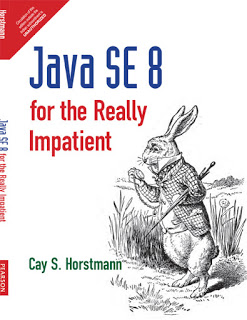 Horstmann
Java SE 8 for the Really Impatient
PEARSON
Java SE 8
for the Really
Impatient
Cay S. Horstmann